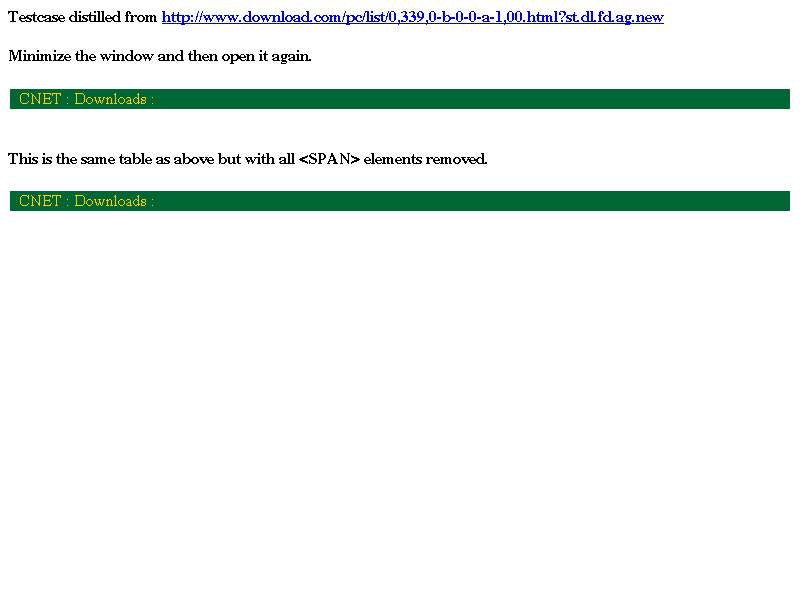 Testcase distilled from http://www.download.com/pc/list/0,339,0-b-0-0-a-1,00.html?st.dl.fd.ag.new
Minimize the window and then open it again.
CNET : Downloads :
This is the same table as above but with all <SPAN> elements removed.
CNET : Downloads :